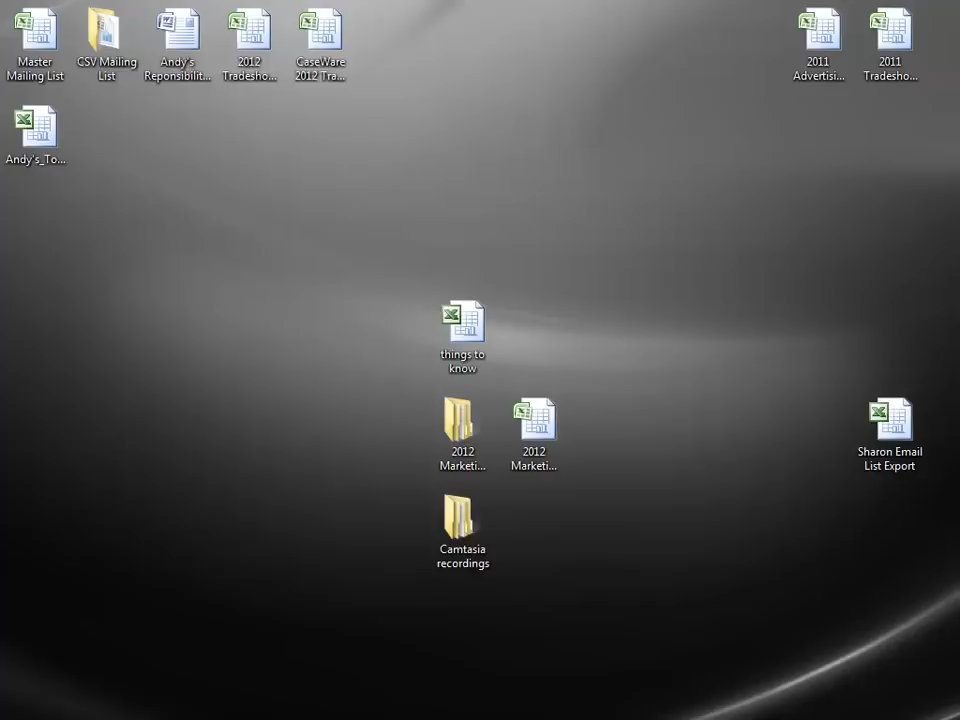 Master
Mailing List
CSV Mailing
List
Andy's
Reponsibilit...
2012
Tradesho...
CaseWare
2012 Tra...
2011
Advertisi...
2011
Tradesho...
Andy's_To...
things to
know
2012
Marketi...
2012
Marketi...
Sharon Email
List Export
Camtasia
recordings